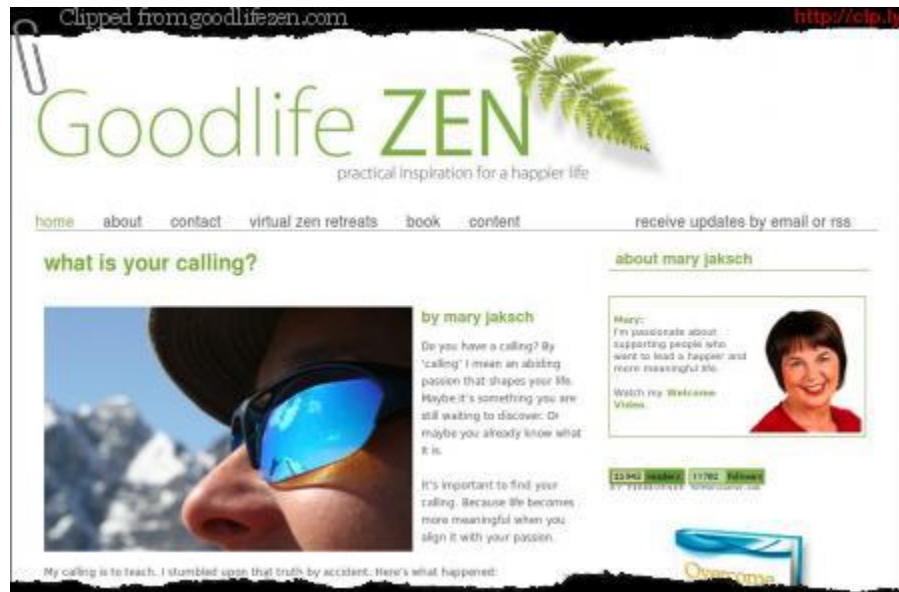 Clipped from goodlifezen.com
http://clp.ly
Goodlife ZEN
practical inspiration for a happier life
home about contact virtual zen retreats book content receive updates by email or rss
what is your calling?
by mary jaksch
Do you have a calling? By
'calling' I mean an abiding
passion that shapes your life.
Maybe it's something you are
still waiting to discover. Or
maybe you already know what
it is.
It's important to find your
calling. Because life becomes
more meaningful when you
align it with your passion.
My calling is to teach. I stumbled upon that truth by accident. Here's what happened:
about mary jaksch
Mary:
I'm passionate about
supporting people who
want to lead a happier and
more meaningful life.
Watch my Welcome
Video.
readers 11782 followers
Overcome